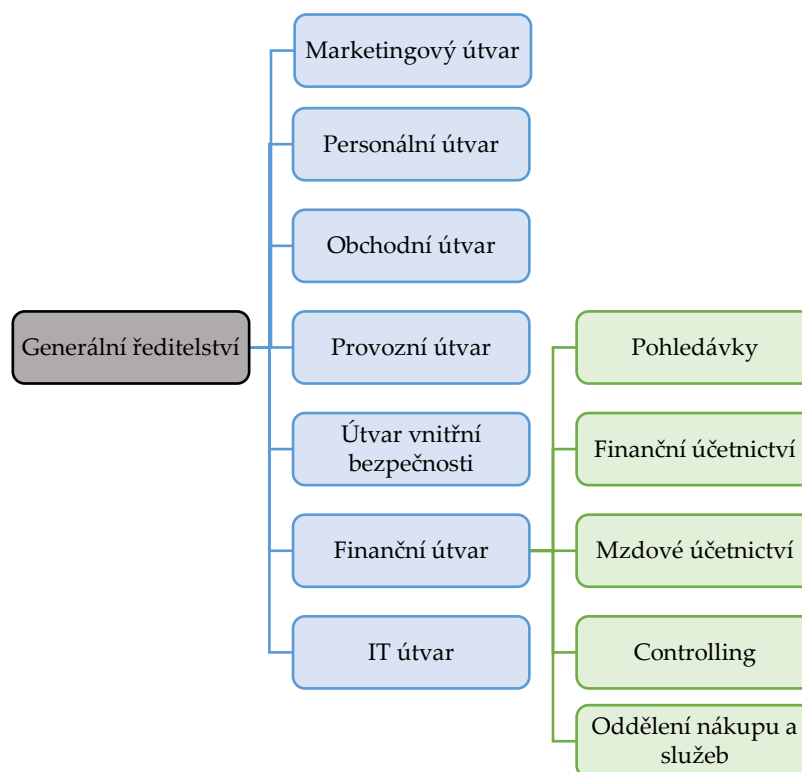 Marketingový útvar
Personální útvar
Obchodní útvar
Generální ředitelství
Provozní útvar
Pohledávky
Útvar vnitřní
bezpečnosti
Finanční účetnictví
Finanční útvar
Mzdové účetnictví
IT útvar
Controlling
Oddělení nákupu a
služeb